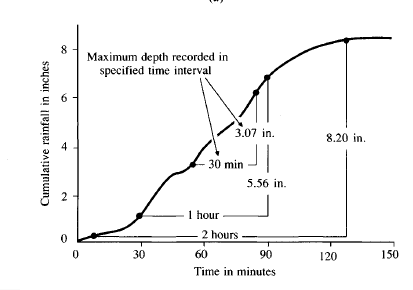 8
6
4
2
0
Cumulative rainfall in inches
Maximum depth recorded in
specified time interval
3.07 in.
30 min
8.20 in.
5.56 in.
1 hour
2 hours
0
30
60
90
120
150
Time in minutes